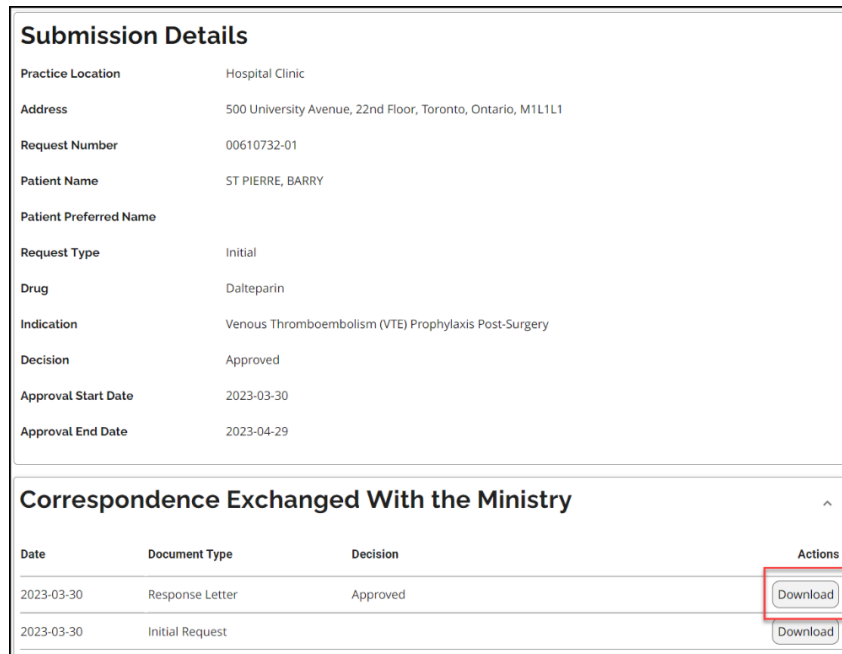 Submission Details
Practice Location Hospital Clinic
Address 500 University Avenue, 22nd Floor, Toronto, Ontario, M1L1L1
Request Number 00610732-01
Patient Name ST PIERRE, BARRY
Patient Preferred Name
Request Type Initial
Drug Dalteparin
Indication Venous Thromboembolism (VTE) Prophylaxis Post-Surgery
Decision Approved
Approval Start Date 2023-03-30
Approval End Date 2023-04-29
Correspondence Exchanged With the Ministry
Date Document Type Decision Actions
2023-03-30 Response Letter Approved Download
2023-03-30 Initial Request Download